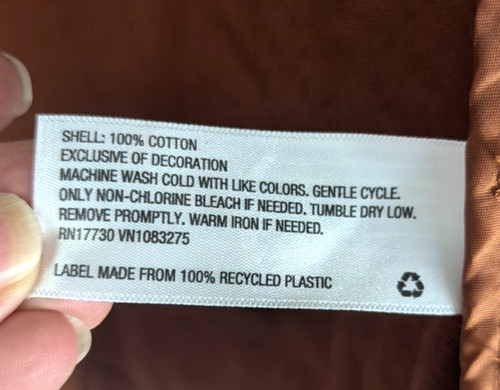 SHELL: 100% COTTON
EXCLUSIVE OF DECORATION
MACHINE WASH COLD WITH LIKE COLORS. GENTLE CYCLE.
ONLY NON-CHLORINE BLEACH IF NEEDED. TUMBLE DRY LOW.
REMOVE PROMPTLY. WARM IRON IF NEEDED.
RN17730 VN1083275
LABEL MADE FROM 100% RECYCLED PLASTIC